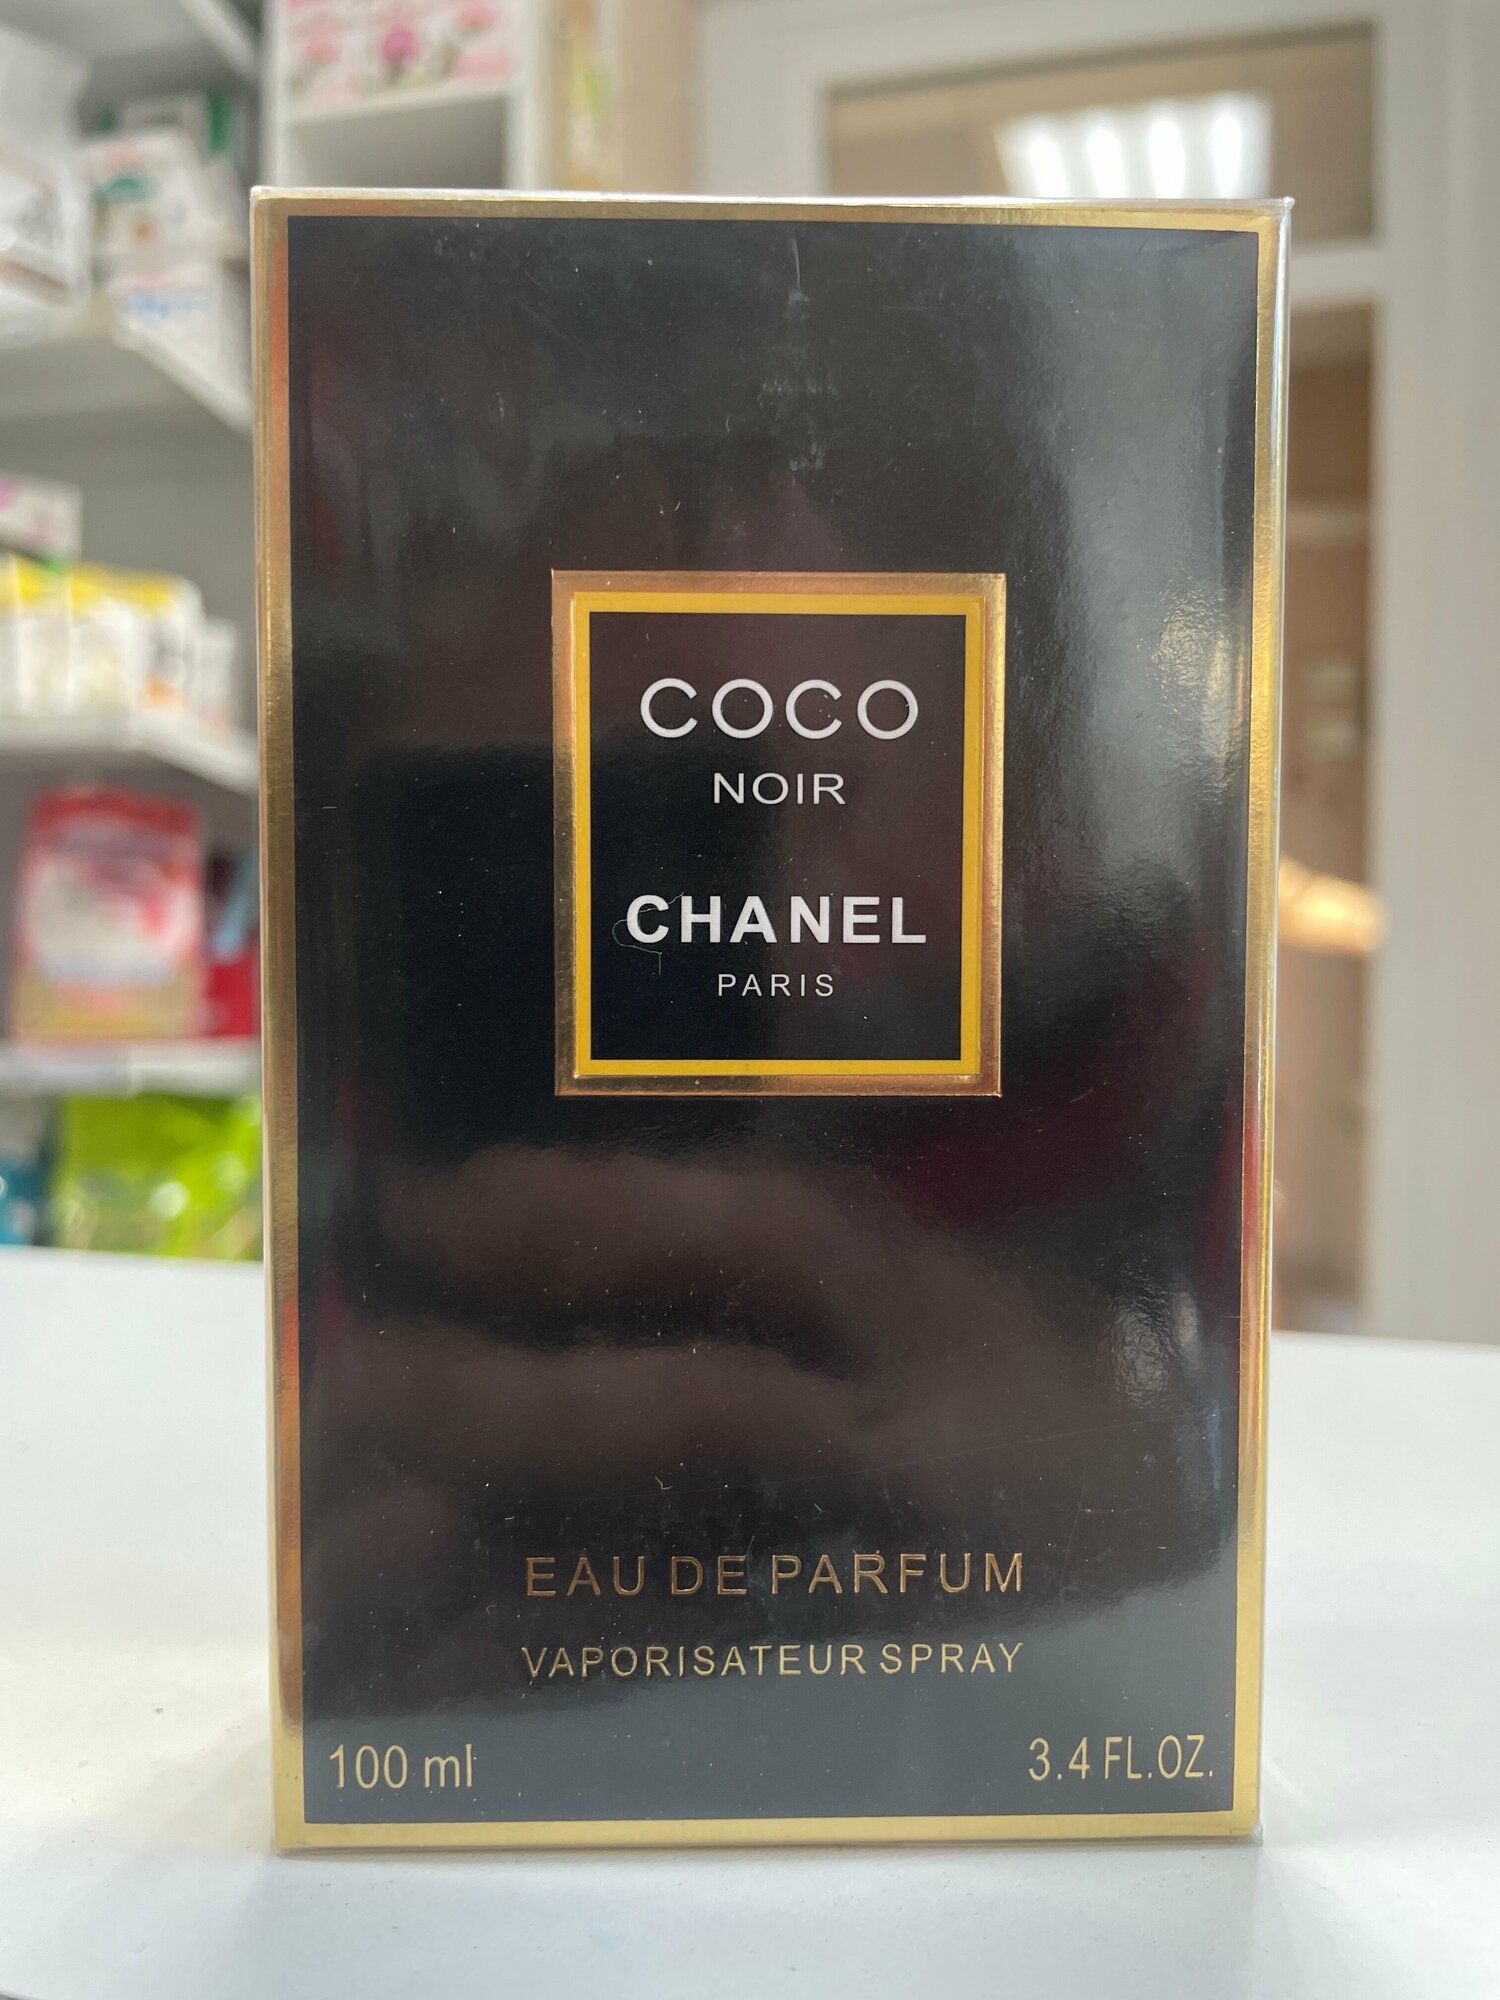 COCO
NOIR
CHANEL
PARIS
EAU DE PARFUM
VAPORISATEUR SPRAY
100 ml
3.4 FL.OZ.